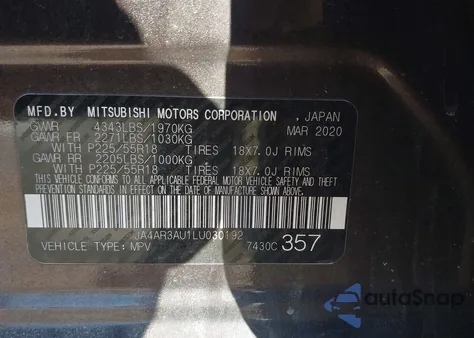 MFD.BY MITSUBISHI MOTORS CORPORATION , JAPAN
GVWR 4343LBS/1970KG MAR 2020
GAWR FR 2271LBS/1030KG
WITH P225/55R18 TIRES 18X7.0J RIMS
GAWR RR 2205LBS/1000KG
WITH P225/55R18 TIRES 18X7.0J RIMS
THIS VEHICLE CONFORMS TO ALL APPLICABLE FEDERAL MOTOR VEHICLE SAFETY, BUMPER AND THEFT
PREVENTION STANDARDS IN EFFECT ON THE DATE OF MANUFACTURE SHOWN ABOVE.
JA4AR3AU1LU030192
VEHICLE TYPE: MPV 7430C 357
autoSnap